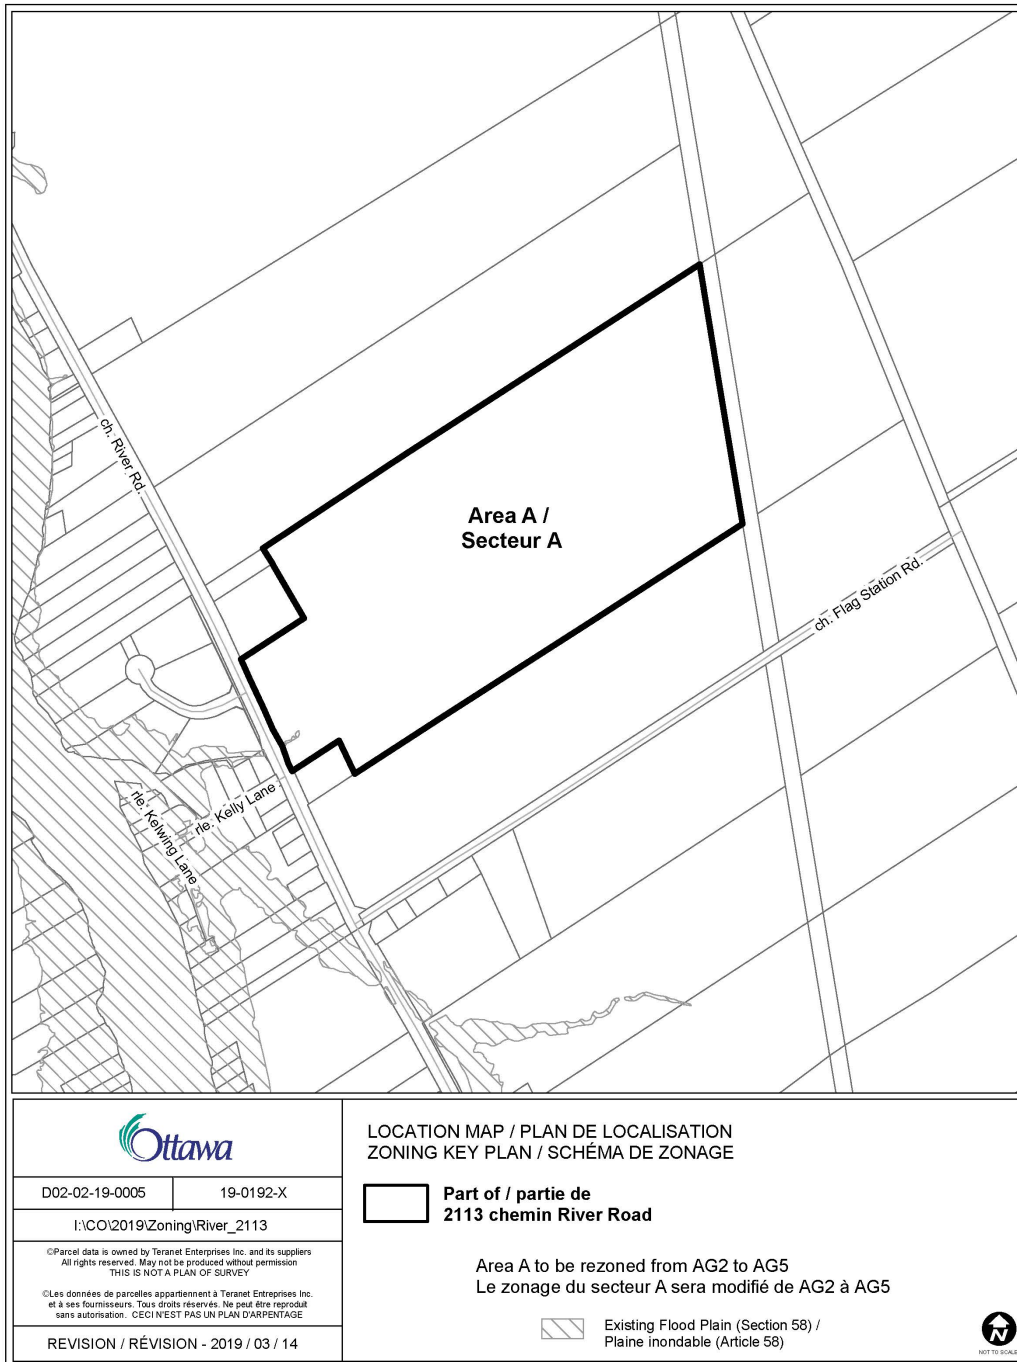 ch. River Rd.
Area A /
Secteur A
ch. Flag Station Rd.
rle. Kelly Lane
rle. Kelwing Lane
Ottawa
D02-02-19-0005
19-0192-X
I:\CO\2019\Zoning\River_2113
©Parcel data is owned by Teranet Enterprises Inc. and its suppliers
All rights reserved. May not be produced without permission
THIS IS NOT A PLAN OF SURVEY
©Les données de parcelles appartiennent à Teranet Entreprises Inc.
et à ses fournisseurs. Tous droits réservés. Ne peut être reproduit
sans autorisation. CECI N'EST PAS UN PLAN D'ARPENTAGE
REVISION / RÉVISION - 2019 / 03 / 14
LOCATION MAP / PLAN DE LOCALISATION
ZONING KEY PLAN / SCHÉMA DE ZONAGE
Part of / partie de
2113 chemin River Road
Area A to be rezoned from AG2 to AG5
Le zonage du secteur A sera modifié de AG2 à AG5
Existing Flood Plain (Section 58) /
Plaine inondable (Article 58)
N
NOT TO SCALE